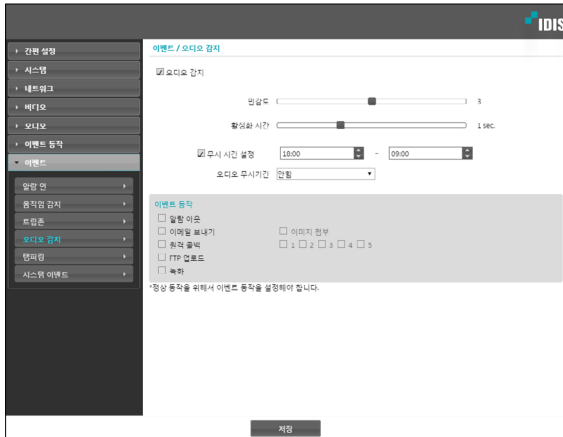 IDIS
간편 설정
시스템
네트워크
비디오
오디오
이벤트 동작
이벤트
알람 인
움직임 감지
트립존
오디오 감지
탬퍼링
시스템 이벤트
이벤트 / 오디오 감지
오디오 감지
민감도 3
활성화 시간 1 sec.
무시 시간 설정 18:00 - 09:00
오디오 무시기간 안함
이벤트 동작
알람 아웃
이메일 보내기 이미지 첨부
원격 콜백 1 2 3 4 5
FTP 업로드
녹화
*정상 동작을 위해서 이벤트 동작을 설정해야 합니다.
저장